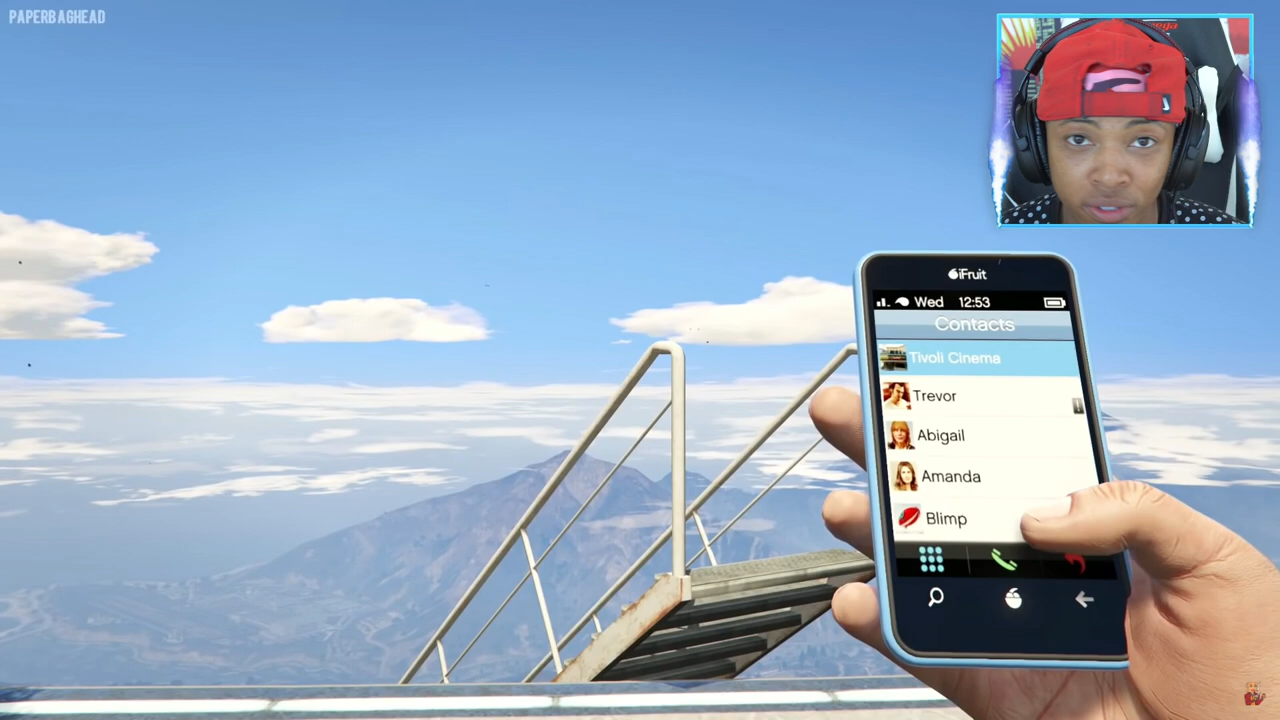 PAPERBAGHEAD
iFruit
Wed 12:53
Contacts
Tivoli Cinema
Trevor
Abigail
Amanda
Blimp